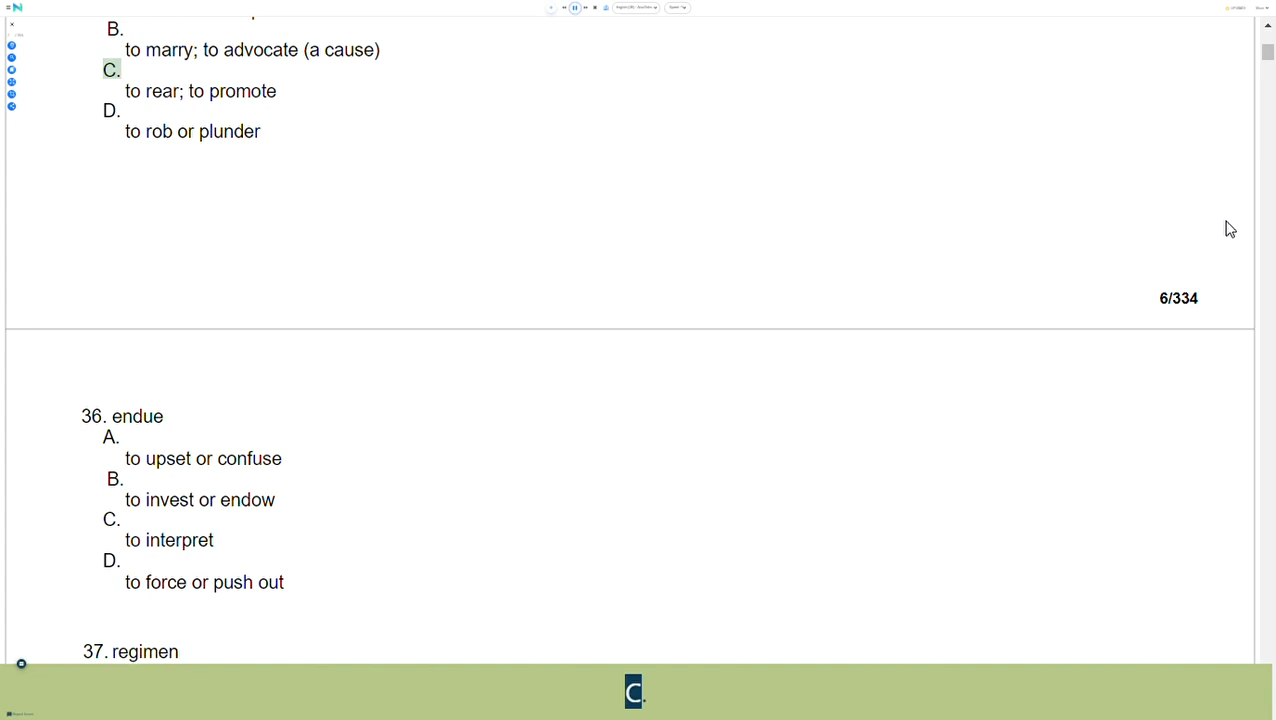 B.
to marry; to advocate (a cause)
C.
to rear; to promote
D.
to rob or plunder
6/334
36. endue
A.
to upset or confuse
B.
to invest or endow
C.
to interpret
D.
to force or push out
37. regimen
C.